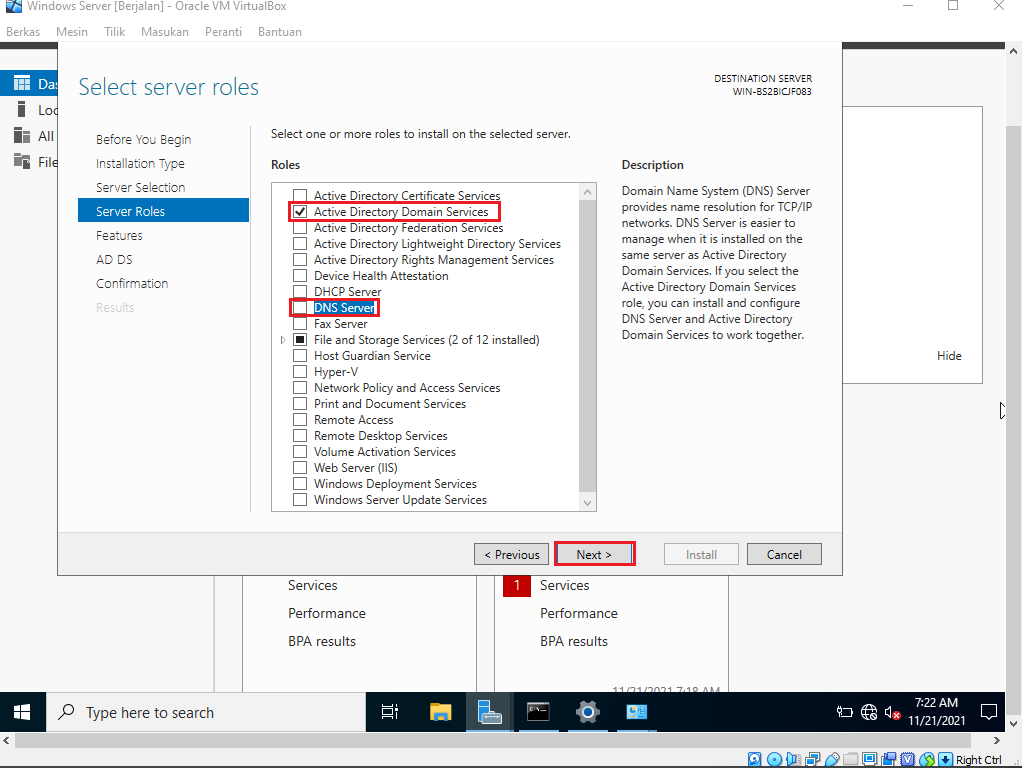 Windows Server [Berjalan] - Oracle VM VirtualBox
Berkas Mesin Tilik Masukan Peranti Bantuan
Select server roles
DESTINATION SERVER
WIN-BS2BICJF083
Before You Begin
Installation Type
Server Selection
Server Roles
Features
AD DS
Confirmation
Results
Select one or more roles to install on the selected server.
Roles
Active Directory Certificate Services
Active Directory Domain Services
Active Directory Federation Services
Active Directory Lightweight Directory Services
Active Directory Rights Management Services
Device Health Attestation
DHCP Server
DNS Server
Fax Server
File and Storage Services (2 of 12 installed)
Host Guardian Service
Hyper-V
Network Policy and Access Services
Print and Document Services
Remote Access
Remote Desktop Services
Volume Activation Services
Web Server (IIS)
Windows Deployment Services
Windows Server Update Services
Description
Domain Name System (DNS) Server
provides name resolution for TCP/IP
networks. DNS Server is easier to
manage when it is installed on the
same server as Active Directory
Domain Services. If you select the
Active Directory Domain Services
role, you can install and configure
DNS Server and Active Directory
Domain Services to work together.
Das
Loc
All
File
Hide
< Previous
Next >
Install
Cancel
Services
Performance
BPA results
1 Services
Performance
BPA results
11/21/2021 7:18 AM
Type here to search
7:22 AM
11/21/2021
Right Ctrl